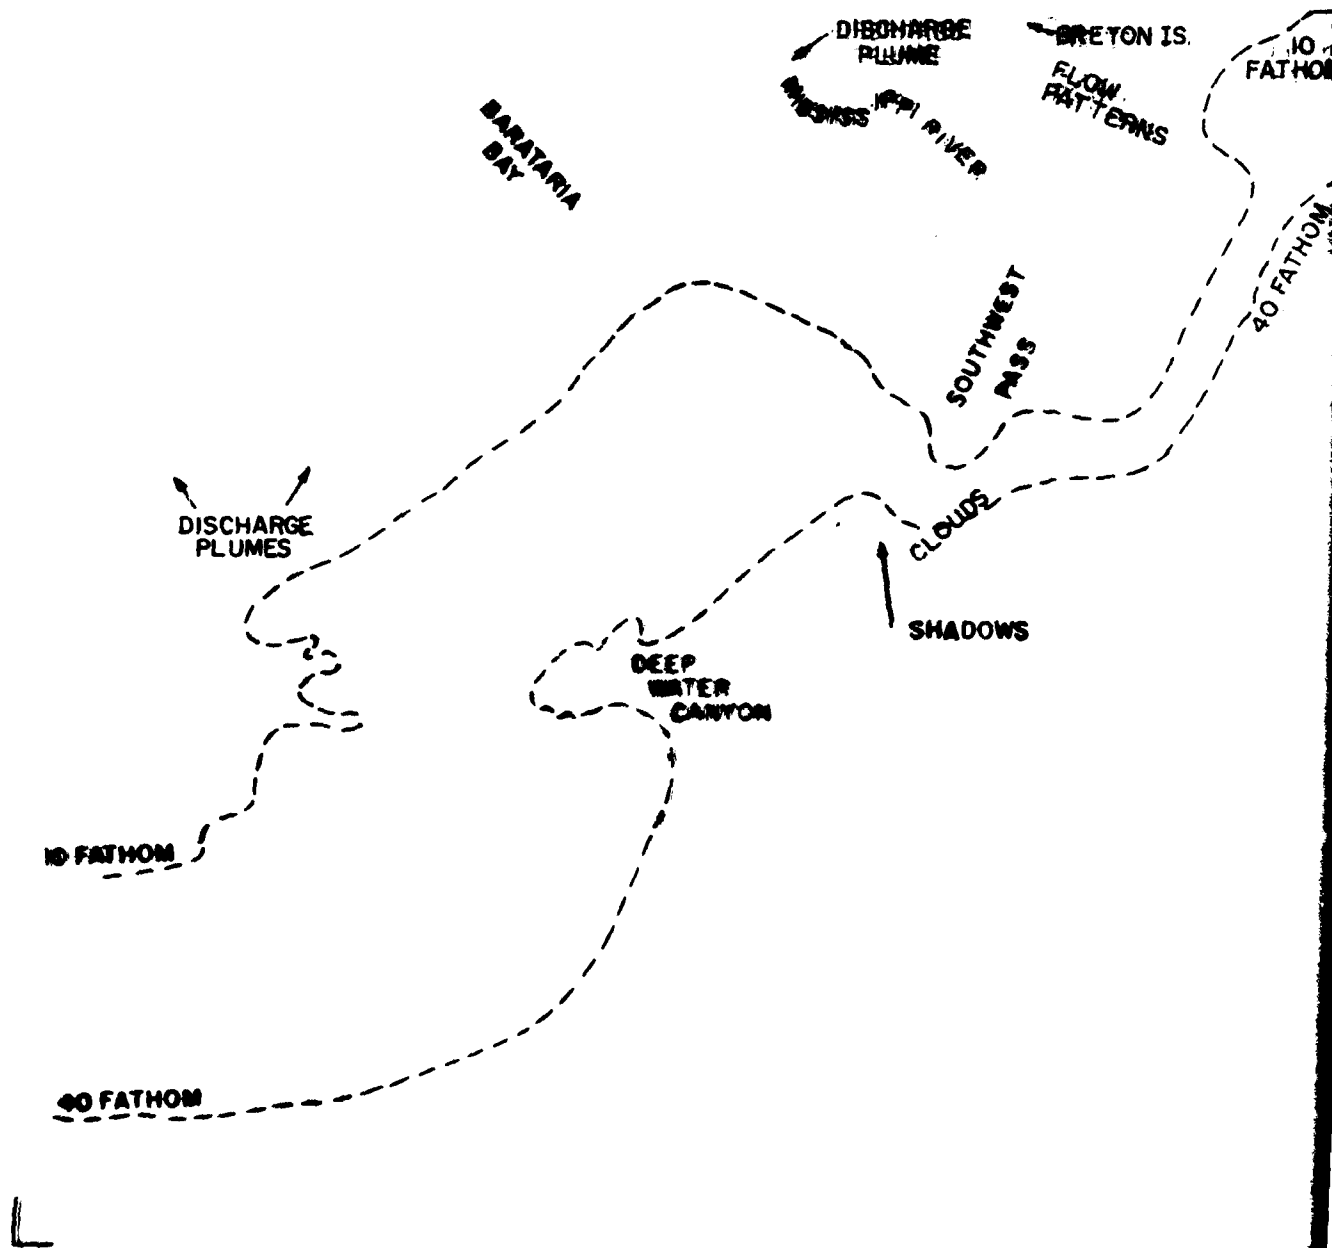 DISCHARGE
PLUME
BRETON IS.
10
FATHOM
FLOW
PATTERNS
MISSISSIPPI RIVER
BARATARIA
BAY
40 FATHOM
SOUTHWEST
PASS
DISCHARGE
PLUMES
CLOUDS
SHADOWS
DEEP
WATER
CANYON
10 FATHOM
40 FATHOM